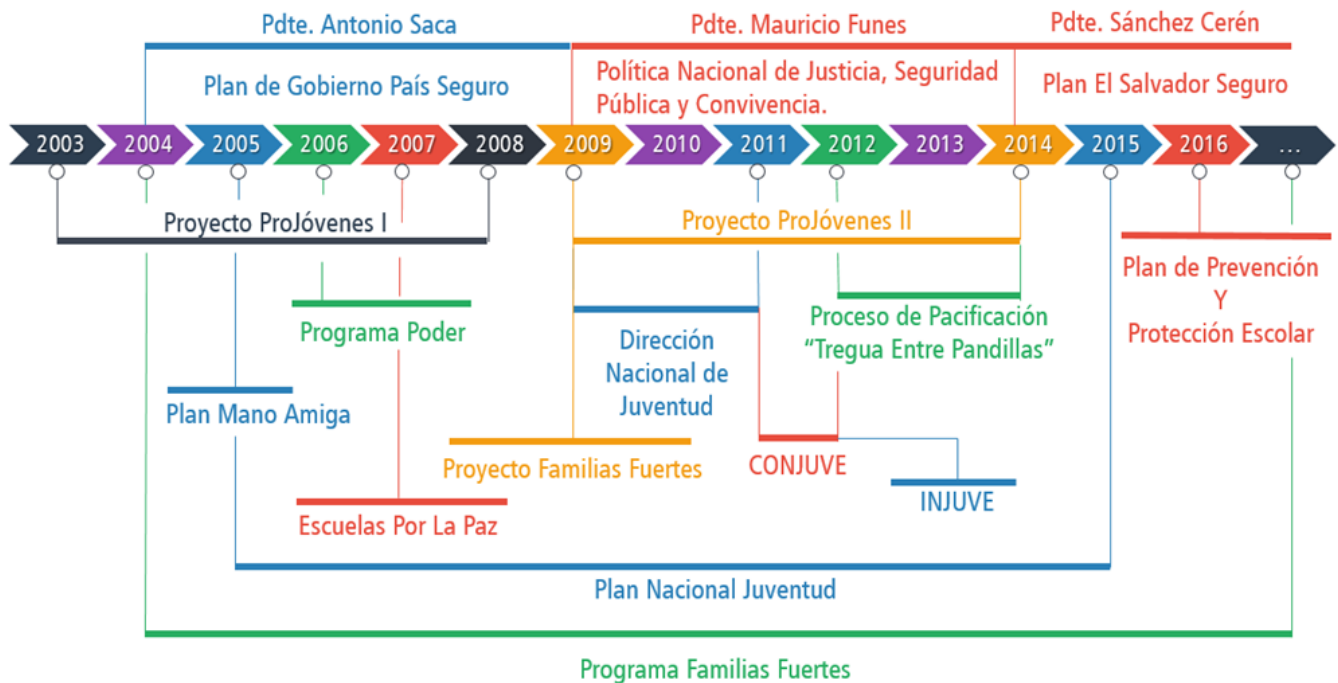 Pdte. Antonio Saca
Pdte. Mauricio Funes
Pdte. Sánchez Cerén
Plan de Gobierno País Seguro
Política Nacional de Justicia, Seguridad
Pública y Convivencia.
Plan El Salvador Seguro
2003 2004 2005 2006 2007 2008 2009 2010 2011 2012 2013 2014 2015 2016 ...
Proyecto ProJóvenes I
Proyecto ProJóvenes II
Plan de Prevención
Y
Protección Escolar
Programa Poder
Dirección
Nacional de
Juventud
Proceso de Pacificación
“Tregua Entre Pandillas”
Plan Mano Amiga
Proyecto Familias Fuertes
CONJUVE
INJUVE
Escuelas Por La Paz
Plan Nacional Juventud
Programa Familias Fuertes